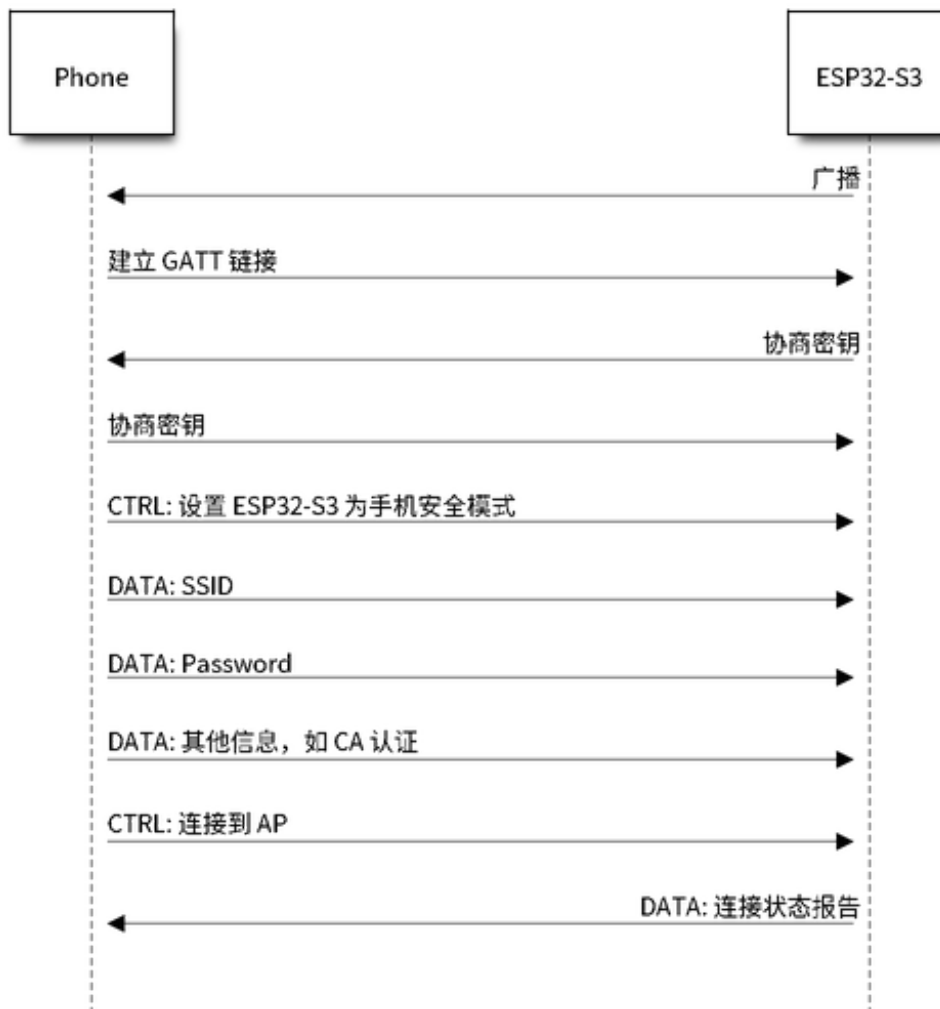 Phone
ESP32-S3
广播
建立 GATT 链接
协商密钥
协商密钥
CTRL: 设置 ESP32-S3 为手机安全模式
DATA: SSID
DATA: Password
DATA: 其他信息，如 CA 认证
CTRL: 连接到 AP
DATA: 连接状态报告